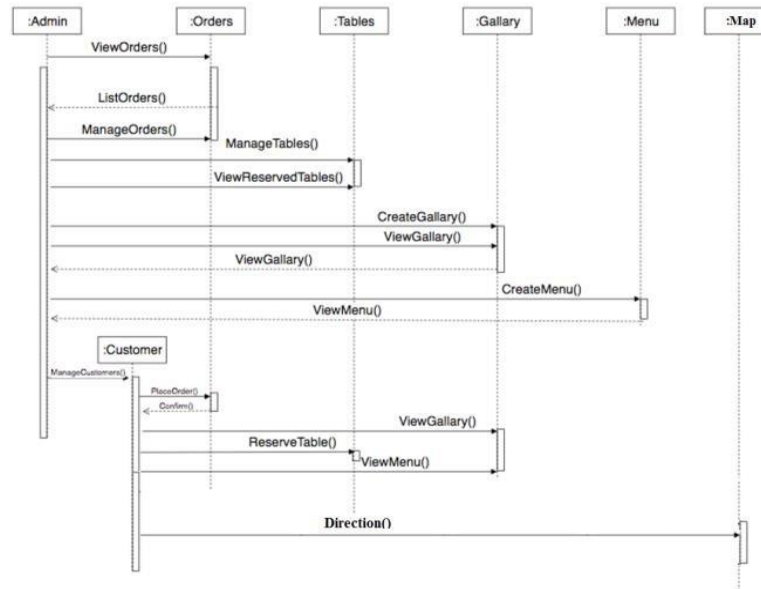 :Admin :Orders :Tables :Gallary :Menu :Map
ViewOrders()
ListOrders()
ManageOrders()
ManageTables()
ViewReservedTables()
CreateGallary()
ViewGallary()
ViewGallary()
CreateMenu()
ViewMenu()
:Customer
ManageCustomers()
PlaceOrder()
Confirm()
ViewGallary()
ReserveTable()
ViewMenu()
Direction()